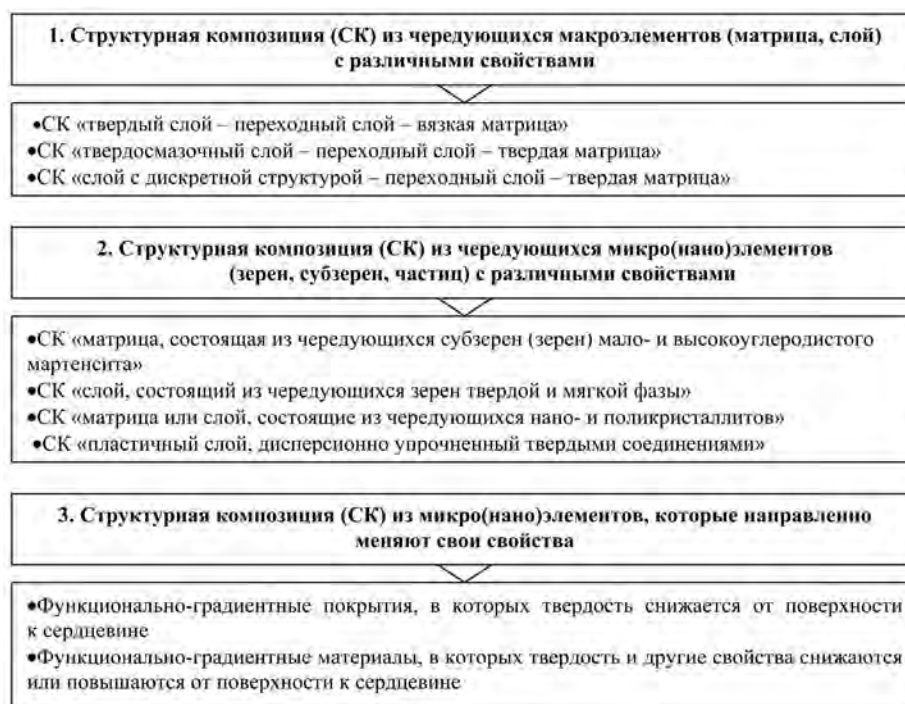 1. Структурная композиция (СК) из чередующихся макроэлементов (матрица, слой)
с различными свойствами
•СК «твердый слой – переходный слой – вязкая матрица»
•СК «твердосмазочный слой – переходный слой – твердая матрица»
•СК «слой с дискретной структурой – переходный слой – твердая матрица»
2. Структурная композиция (СК) из чередующихся микро(нано)элементов
(зерен, субзерен, частиц) с различными свойствами
•СК «матрица, состоящая из чередующихся субзерен (зерен) мало- и высокоуглеродистого
мартенсита»
•СК «слой, состоящий из чередующихся зерен твердой и мягкой фазы»
•СК «матрица или слой, состоящие из чередующихся нано- и поликристаллитов»
•СК «пластичный слой, дисперсионно упрочненный твердыми соединениями»
3. Структурная композиция (СК) из микро(нано)элементов, которые направленно
меняют свои свойства
•Функционально-градиентные покрытия, в которых твердость снижается от поверхности
к сердцевине
•Функционально-градиентные материалы, в которых твердость и другие свойства снижаются
или повышаются от поверхности к сердцевине